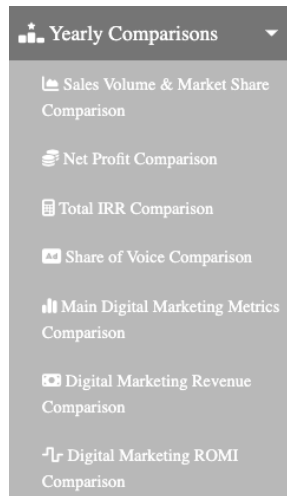 Yearly Comparisons
Sales Volume & Market Share
Comparison
Net Profit Comparison
Total IRR Comparison
Ad Share of Voice Comparison
Main Digital Marketing Metrics
Comparison
Digital Marketing Revenue
Comparison
Digital Marketing ROMI
Comparison